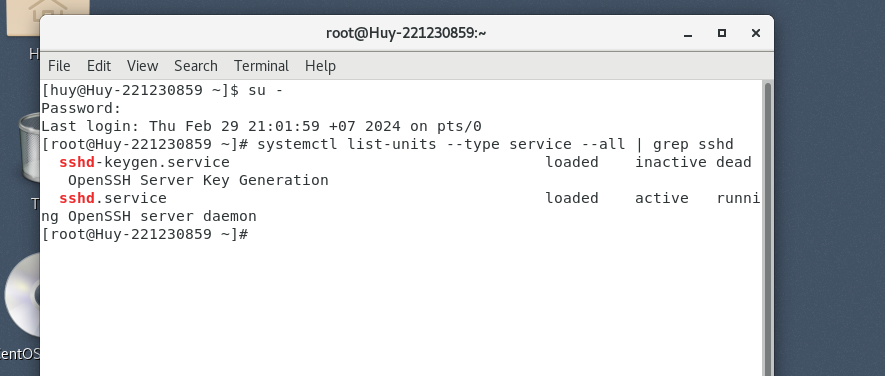 root@Huy-221230859:~
File Edit View Search Terminal Help
[huy@Huy-221230859 ~]$ su -
Password:
Last login: Thu Feb 29 21:01:59 +07 2024 on pts/0
[root@Huy-221230859 ~]# systemctl list-units --type service --all | grep sshd
sshd-keygen.service loaded inactive dead
OpenSSH Server Key Generation
sshd.service loaded active runni
ng OpenSSH server daemon
[root@Huy-221230859 ~]#
H
T
entOS